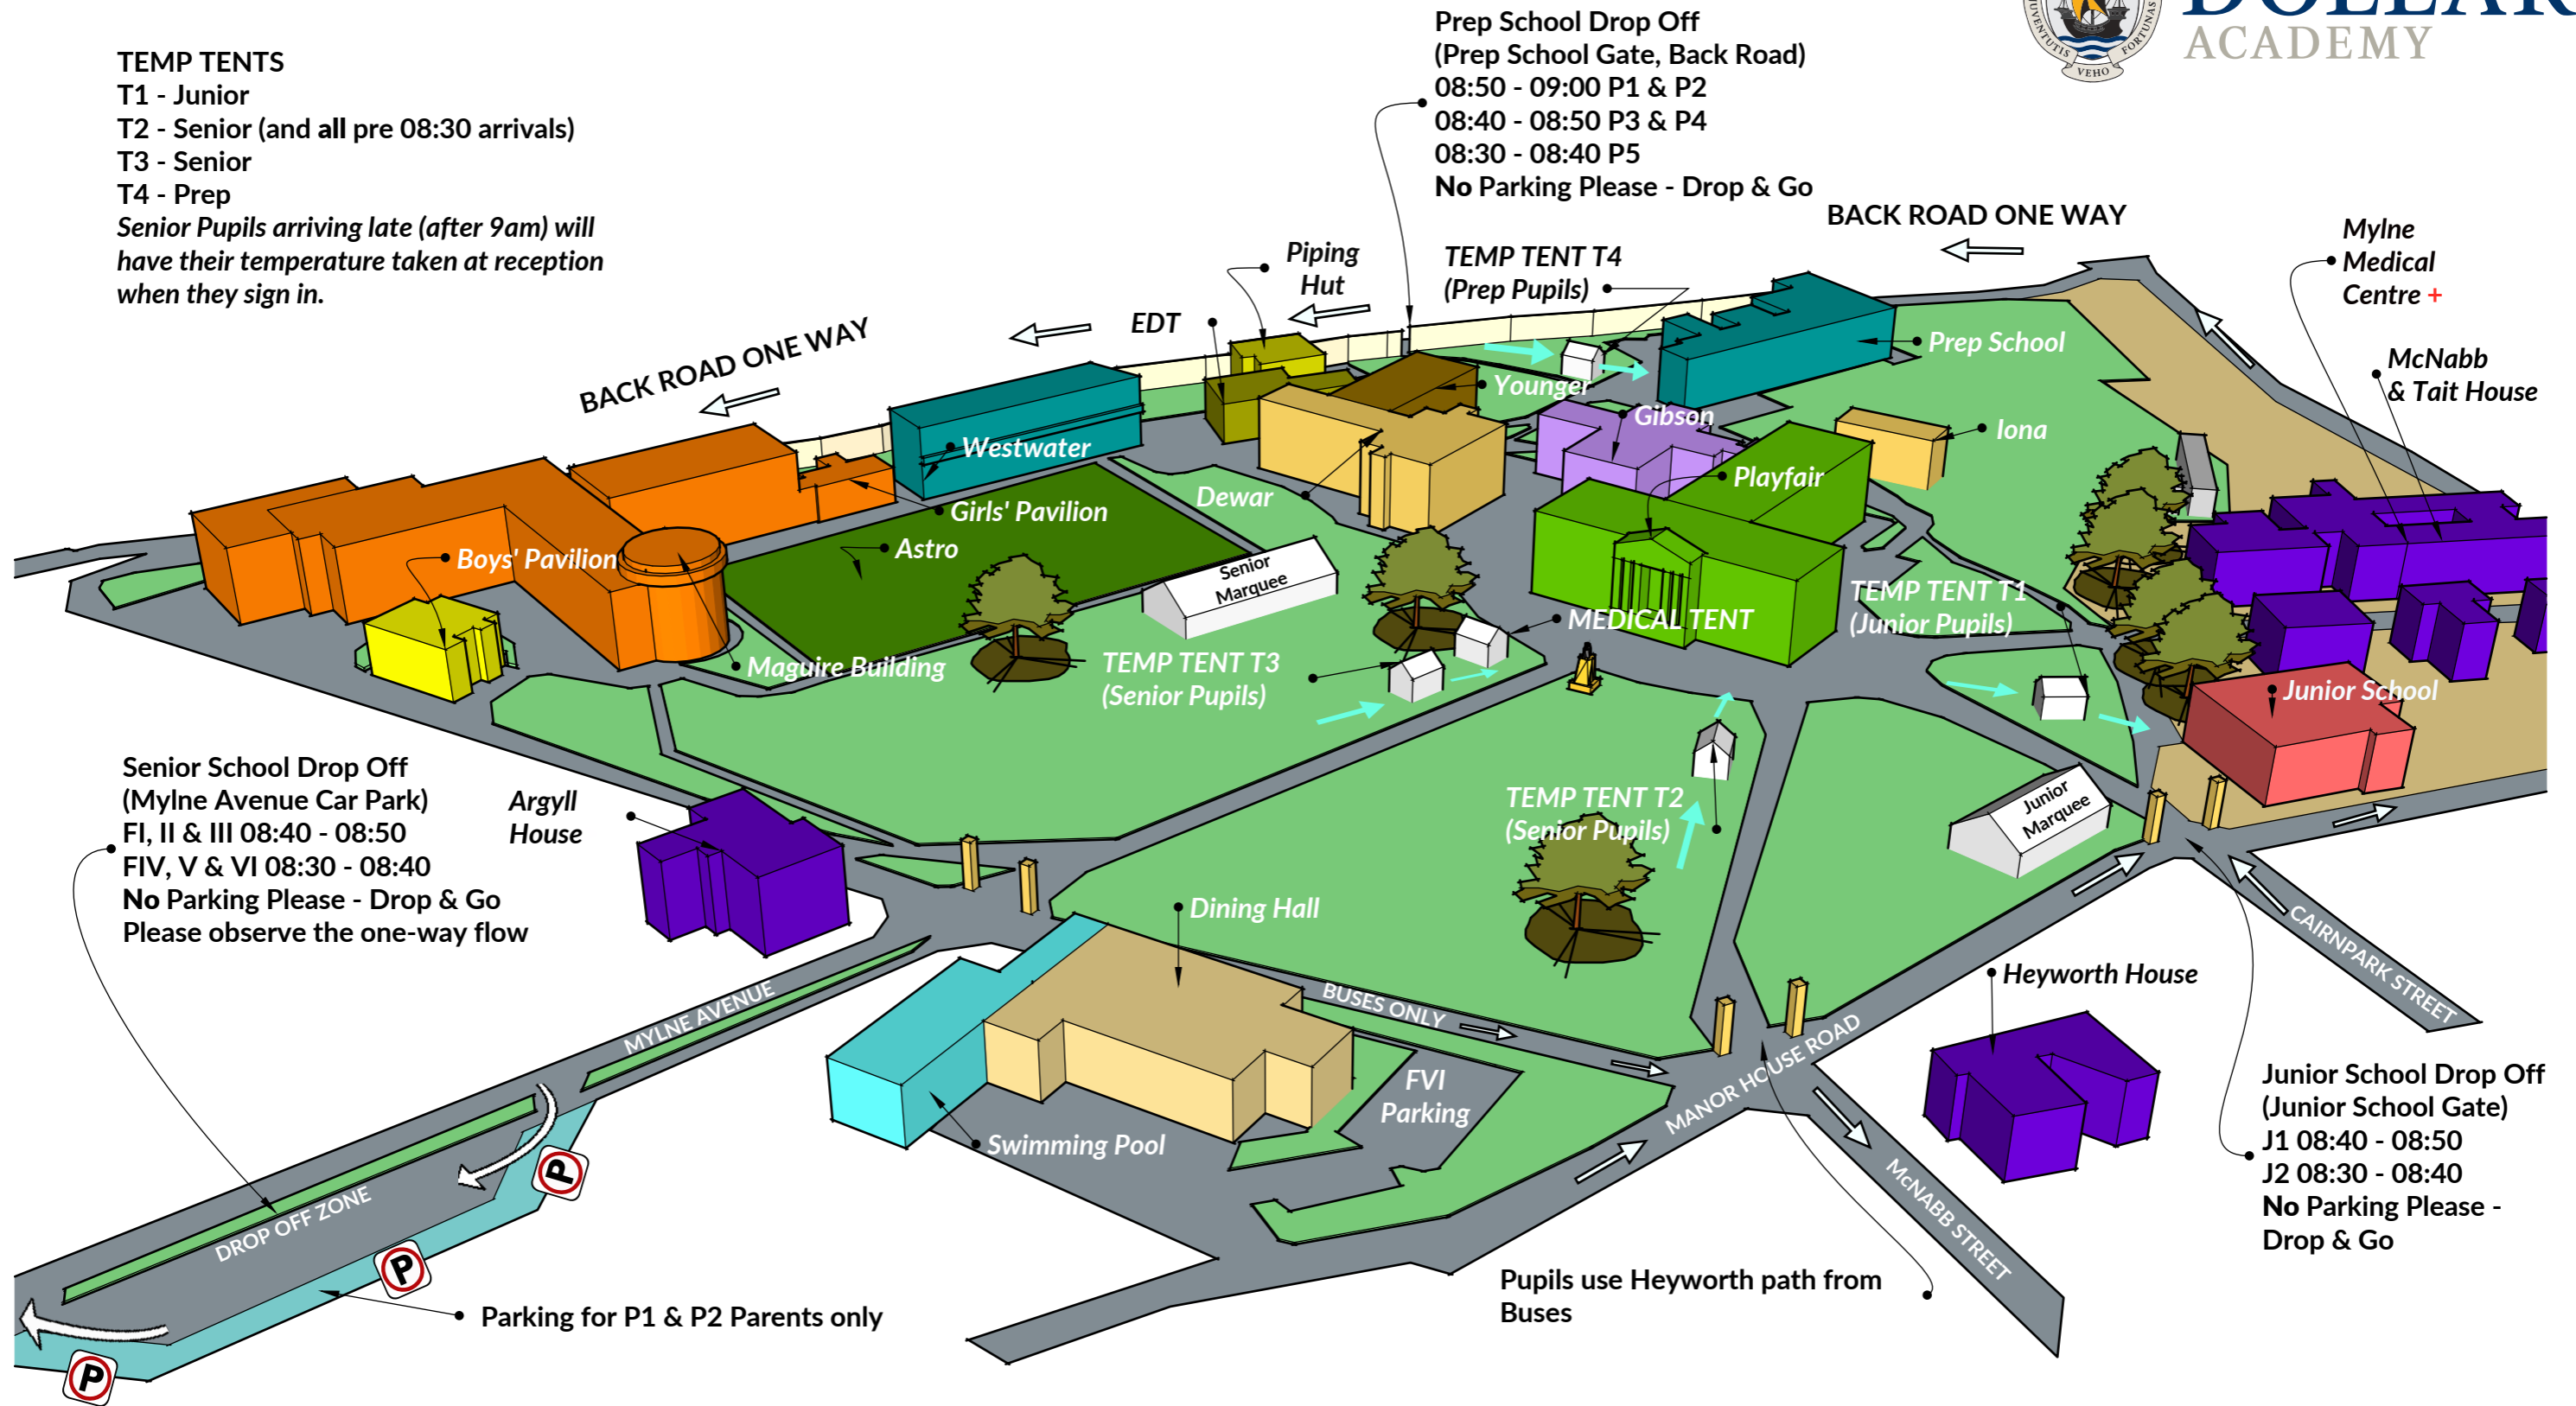 DOLLAR
ACADEMY
JUVENTUTIS
VEHO
FORTUNAS
TEMP TENTS
T1 - Junior
T2 - Senior (and all pre 08:30 arrivals)
T3 - Senior
T4 - Prep
Senior Pupils arriving late (after 9am) will
have their temperature taken at reception
when they sign in.
Prep School Drop Off
(Prep School Gate, Back Road)
08:50 - 09:00 P1 & P2
08:40 - 08:50 P3 & P4
08:30 - 08:40 P5
No Parking Please - Drop & Go
BACK ROAD ONE WAY
Mylne
Medical
Centre +
McNabb
& Tait House
Piping
Hut
TEMP TENT T4
(Prep Pupils)
EDT
BACK ROAD ONE WAY
Prep School
Younger
Gibson
Iona
Westwater
Playfair
Dewar
Girls' Pavilion
Astro
Boys' Pavilion
Senior
Marquee
MEDICAL TENT
TEMP TENT T1
(Junior Pupils)
Maguire Building
TEMP TENT T3
(Senior Pupils)
Junior School
Senior School Drop Off
(Mylne Avenue Car Park)
FI, II & III 08:40 - 08:50
FIV, V & VI 08:30 - 08:40
No Parking Please - Drop & Go
Please observe the one-way flow
Argyll
House
TEMP TENT T2
(Senior Pupils)
Junior
Marquee
Dining Hall
CAIRNPARK STREET
Heyworth House
MYLNE AVENUE
BUSES ONLY
FVI
Parking
MANOR HOUSE ROAD
Swimming Pool
McNABB STREET
Junior School Drop Off
(Junior School Gate)
J1 08:40 - 08:50
J2 08:30 - 08:40
No Parking Please -
Drop & Go
DROP OFF ZONE
P
P
P
Parking for P1 & P2 Parents only
Pupils use Heyworth path from
Buses